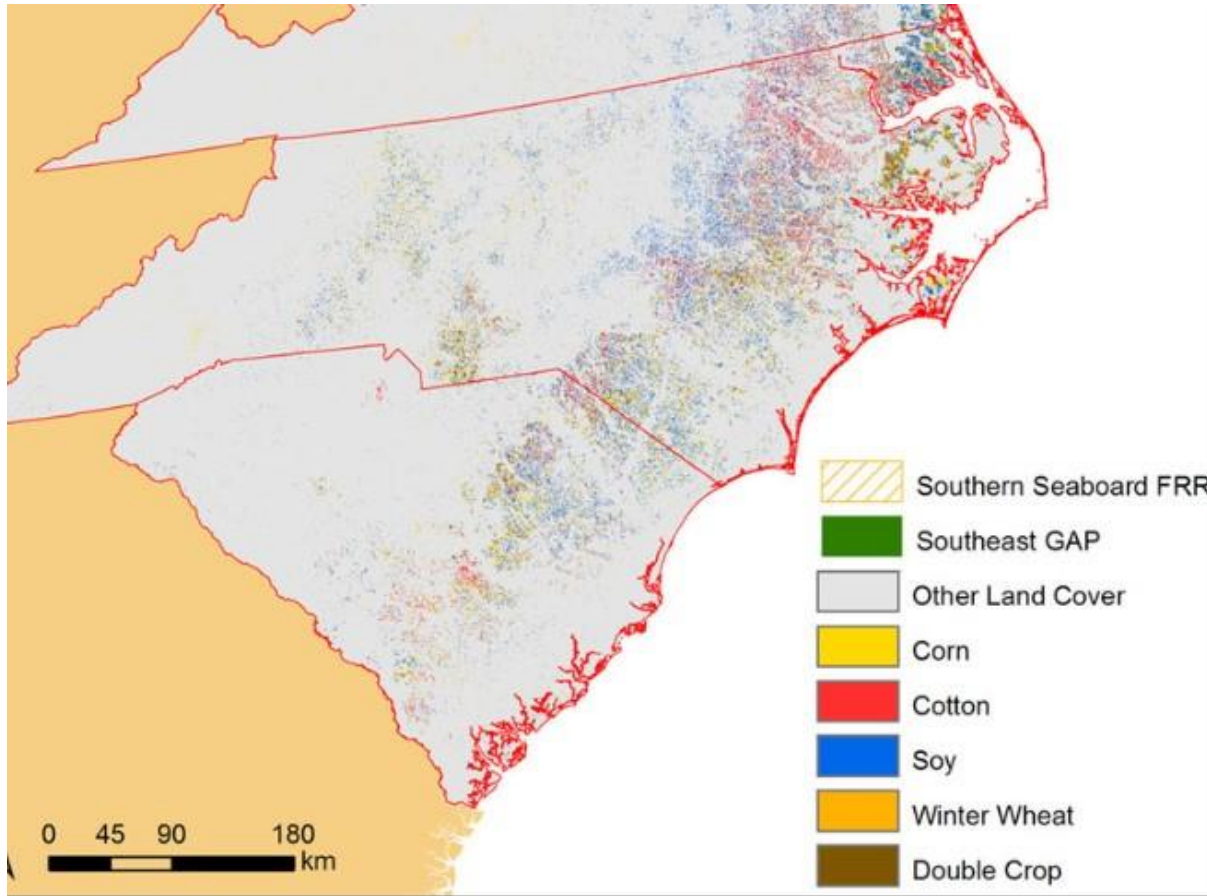 Southern Seaboard FRR
Southeast GAP
Other Land Cover
Corn
Cotton
Soy
Winter Wheat
Double Crop
0 45 90 180
km